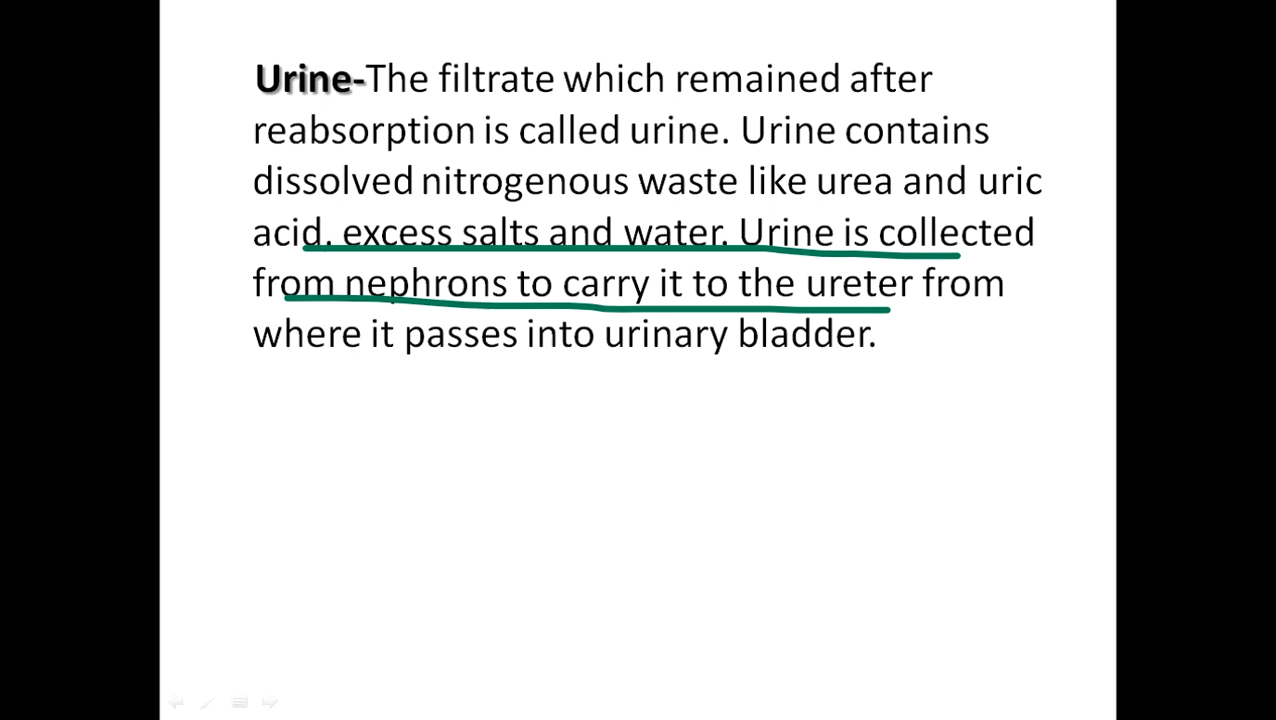 Urine-The filtrate which remained after
reabsorption is called urine. Urine contains
dissolved nitrogenous waste like urea and uric
acid, excess salts and water. Urine is collected
from nephrons to carry it to the ureter from
where it passes into urinary bladder.